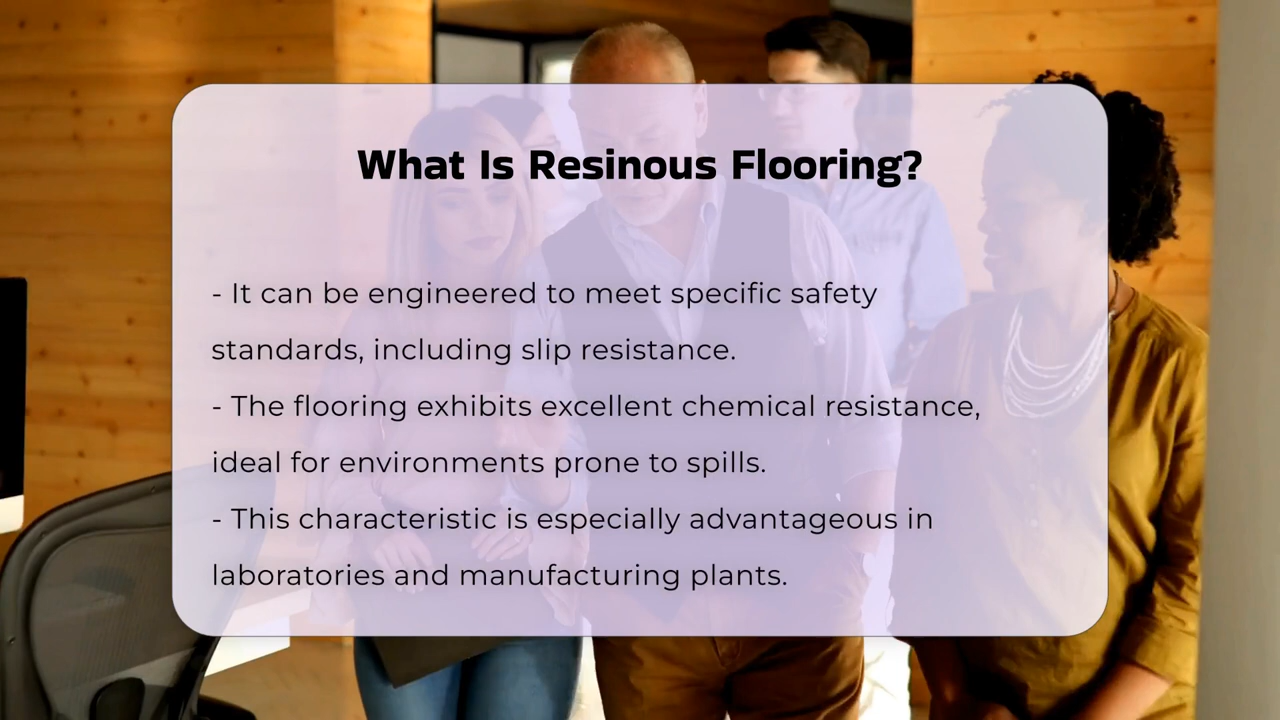 What Is Resinous Flooring?
- It can be engineered to meet specific safety
standards, including slip resistance.
- The flooring exhibits excellent chemical resistance,
ideal for environments prone to spills.
- This characteristic is especially advantageous in
laboratories and manufacturing plants.